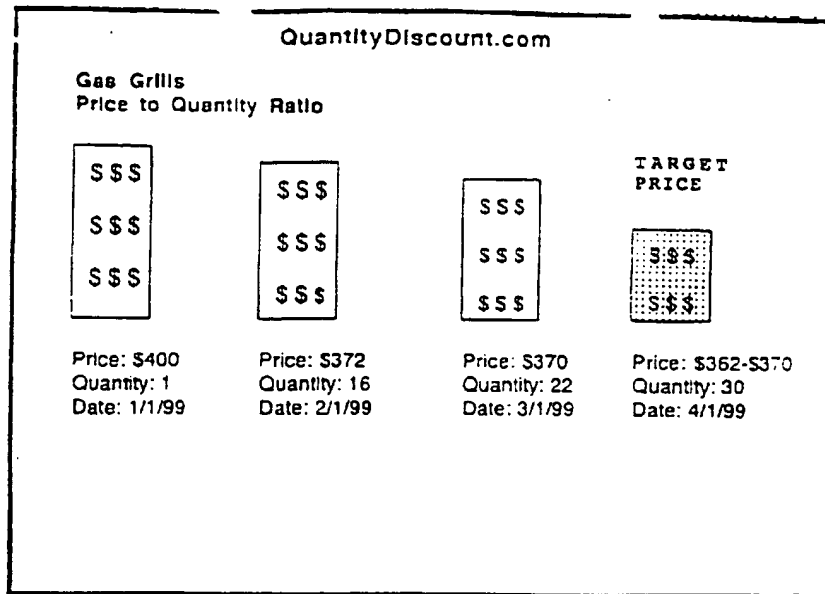 QuantityDiscount.com
Gas Grills
Price to Quantity Ratio
$$$
$$$
$$$
$$$
$$$
$$$
$$$
$$$
$$$
TARGET
PRICE
$$$
$$$
Price: $400
Quantity: 1
Date: 1/1/99
Price: $372
Quantity: 16
Date: 2/1/99
Price: $370
Quantity: 22
Date: 3/1/99
Price: $362-$370
Quantity: 30
Date: 4/1/99